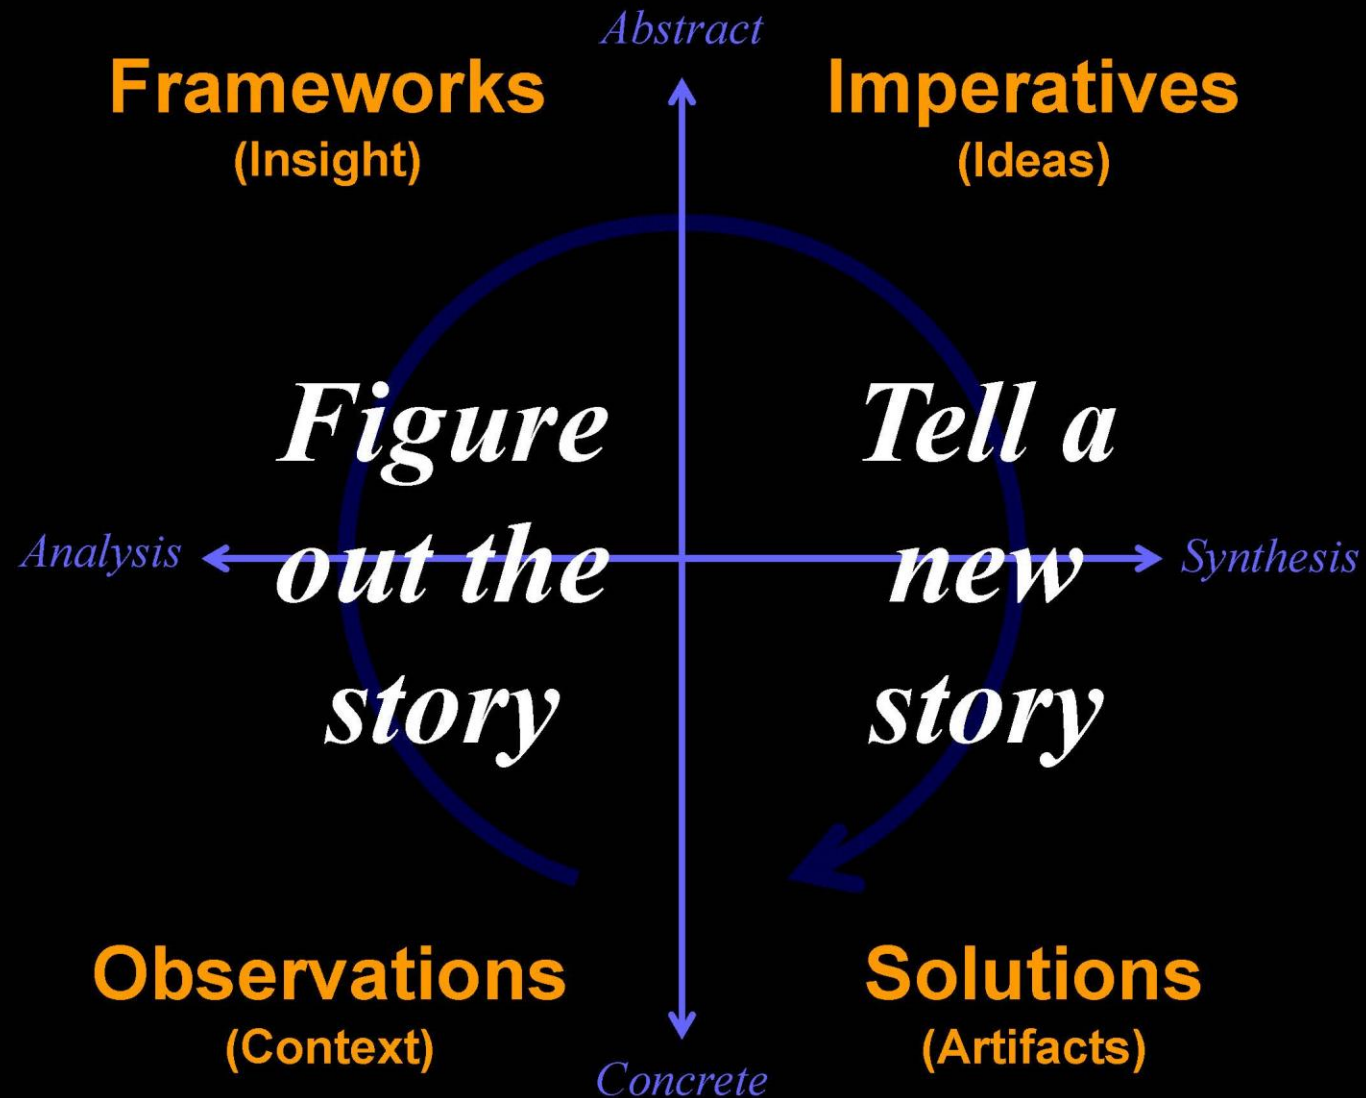 Abstract
Frameworks
(Insight)
Imperatives
(Ideas)
Figure
out the
story
Tell a
new
story
Analysis
Synthesis
Observations
(Context)
Solutions
(Artifacts)
Concrete